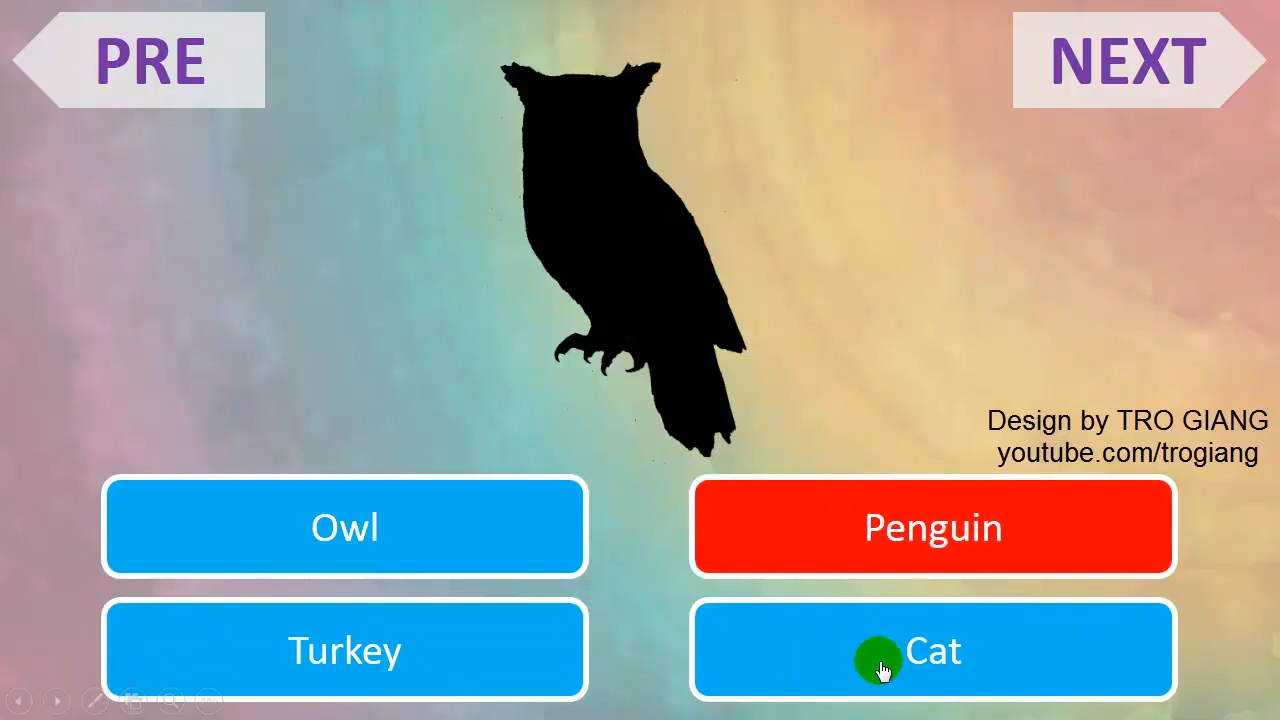 PRE
NEXT
Design by TRO GIANG
youtube.com/trogiang
Owl
Penguin
Turkey
Cat